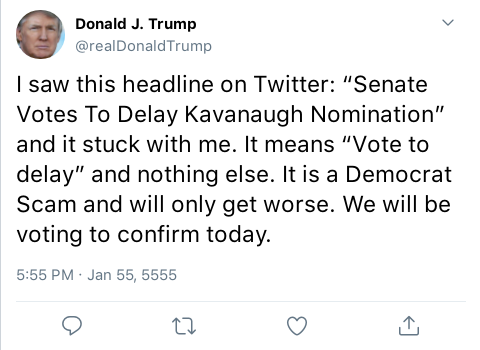 Donald J. Trump
@realDonaldTrump
I saw this headline on Twitter: “Senate
Votes To Delay Kavanaugh Nomination”
and it stuck with me. It means “Vote to
delay” and nothing else. It is a Democrat
Scam and will only get worse. We will be
voting to confirm today.
5:55 PM · Jan 55, 5555